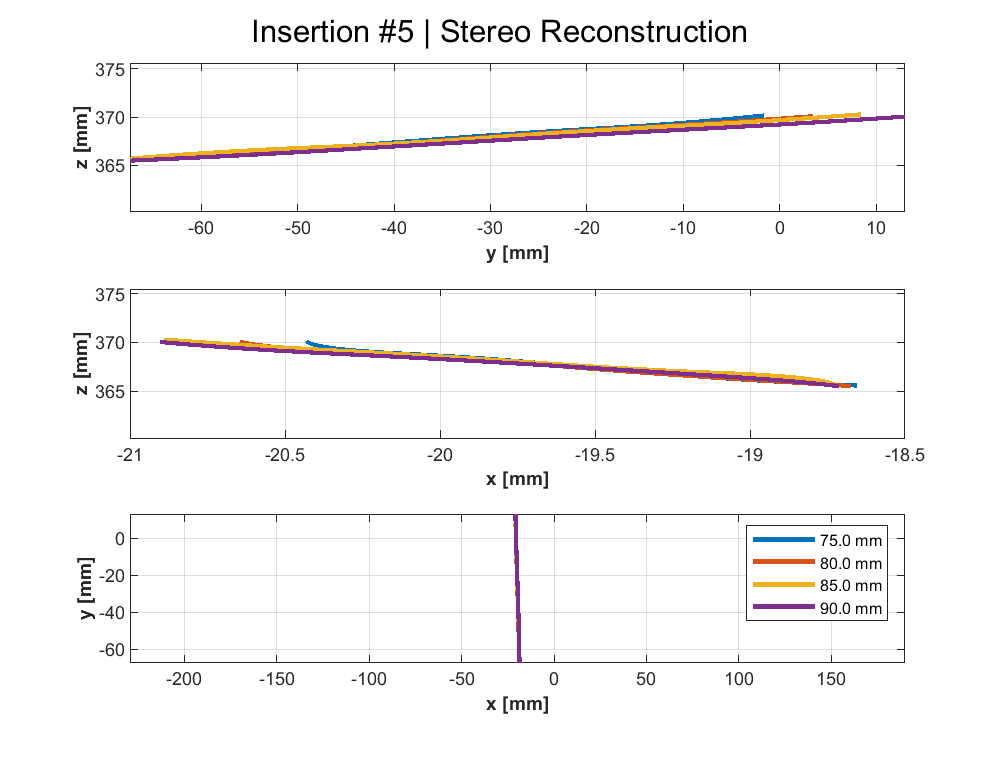 Insertion #5 | Stereo Reconstruction
375
370
365
z [mm]
-60 -50 -40 -30 -20 -10 0 10
y [mm]
375
370
365
z [mm]
-21 -20.5 -20 -19.5 -19 -18.5
x [mm]
0
-20
-40
-60
y [mm]
75.0 mm
80.0 mm
85.0 mm
90.0 mm
-200 -150 -100 -50 0 50 100 150
x [mm]